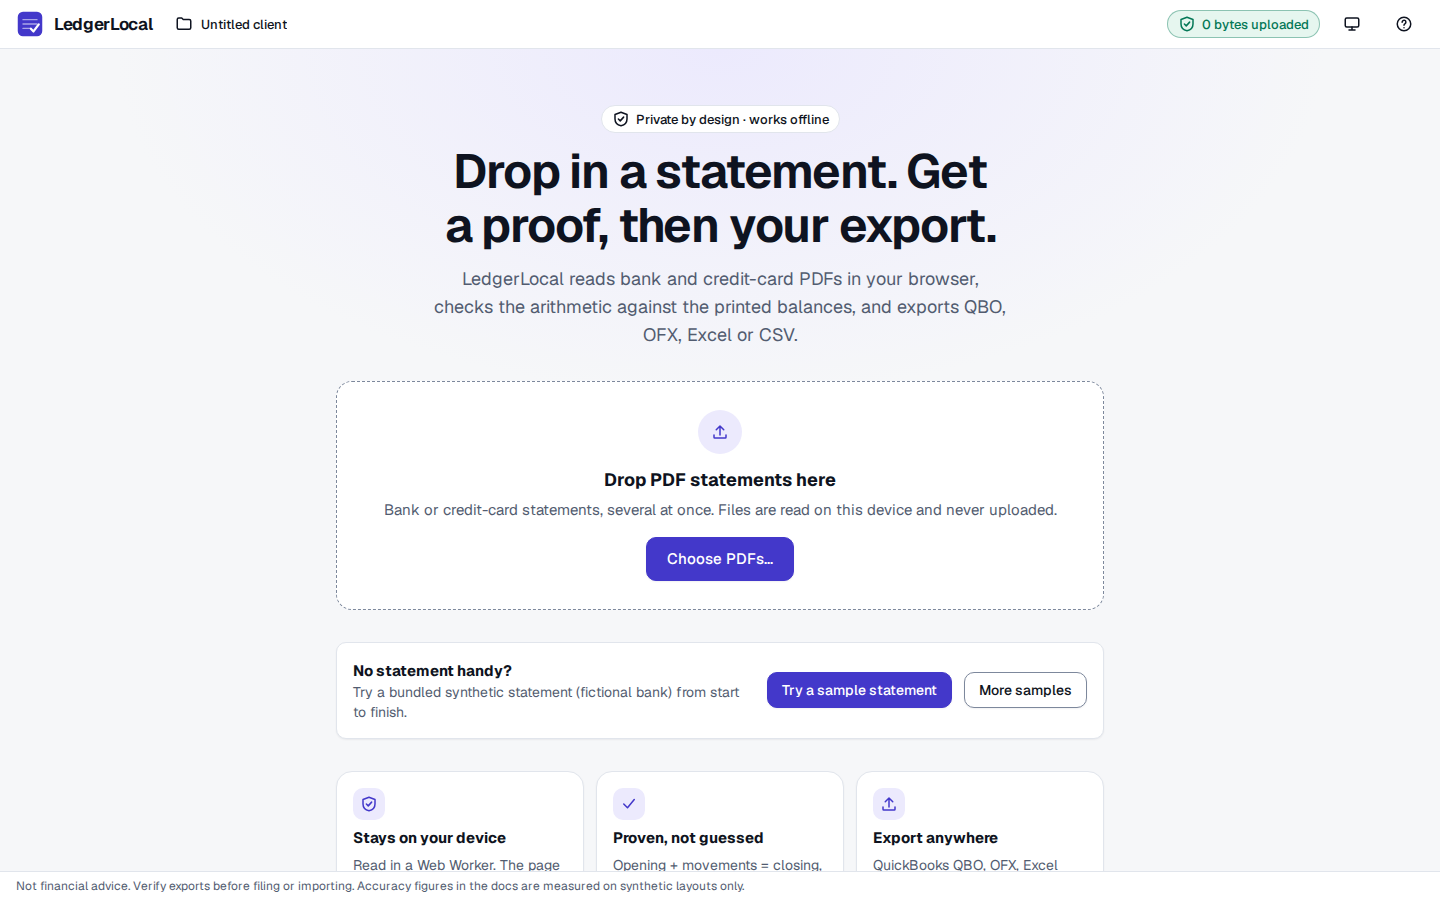 LedgerLocal
Untitled client
0 bytes uploaded
Private by design · works offline
Drop in a statement. Get
a proof, then your export.
LedgerLocal reads bank and credit-card PDFs in your browser,
checks the arithmetic against the printed balances, and exports QBO,
OFX, Excel or CSV.
Drop PDF statements here
Bank or credit-card statements, several at once. Files are read on this device and never uploaded.
Choose PDFs…
No statement handy?
Try a bundled synthetic statement (fictional bank) from start
to finish.
Try a sample statement
More samples
Stays on your device
Read in a Web Worker. The page
Proven, not guessed
Opening + movements = closing,
Export anywhere
QuickBooks QBO, OFX, Excel
Not financial advice. Verify exports before filing or importing. Accuracy figures in the docs are measured on synthetic layouts only.